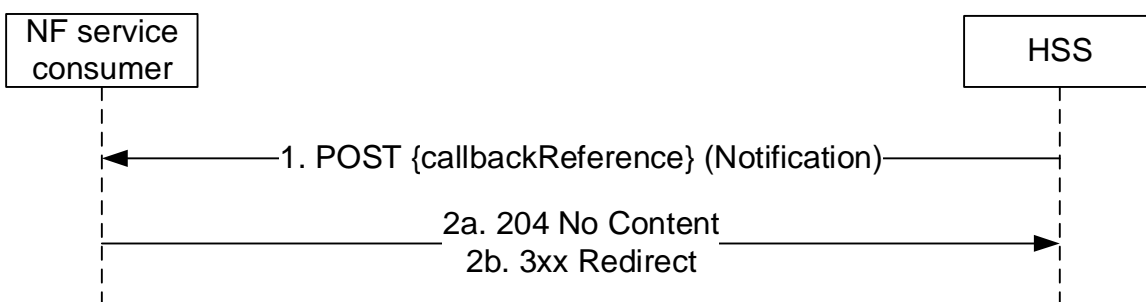 NF service
consumer
HSS
1. POST {callbackReference} (Notification)
2a. 204 No Content
2b. 3xx Redirect